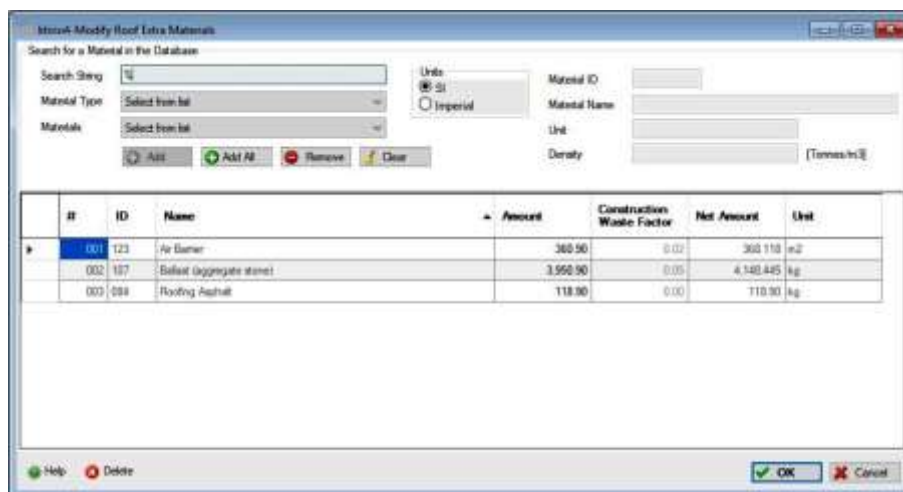 Modify Roof Extra Materials
Search for a Material in the Database
Search String %
Units
SI
Imperial
Material ID
Material Type Select from list
Material Name
Materials Select from list
Unit
Add Add All Remove Clear
Density [Tonnes/m3]
# ID Name Amount Construction Waste Factor Net Amount Unit
001 123 Air Barrier 360.90 0.02 368.118 m2
002 107 Ballast (aggregate stone) 3,950.90 0.05 4,148.445 kg
003 Roofing Asphalt 118.90 0.00 118.90 kg
Help Delete OK Cancel